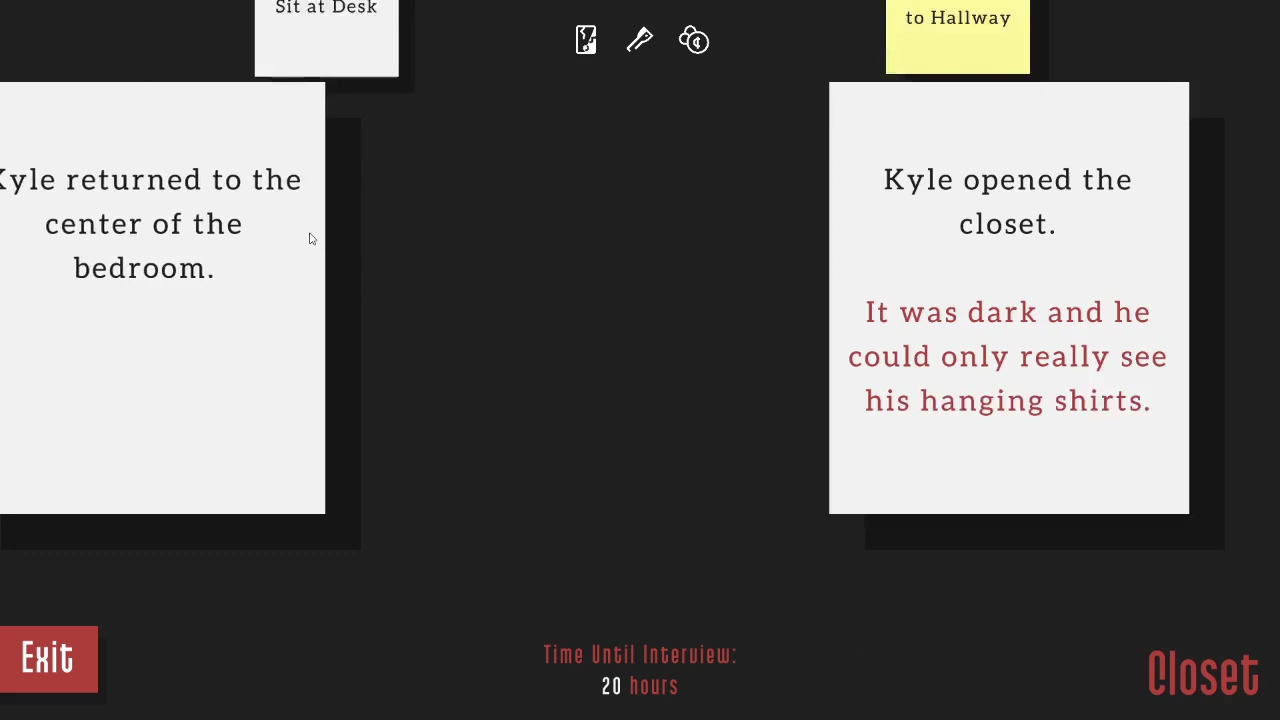 Sit at Desk
to Hallway
Kyle returned to the
center of the
bedroom.
Kyle opened the
closet.
It was dark and he
could only really see
his hanging shirts.
Exit
Time Until Interview:
20 hours
Closet